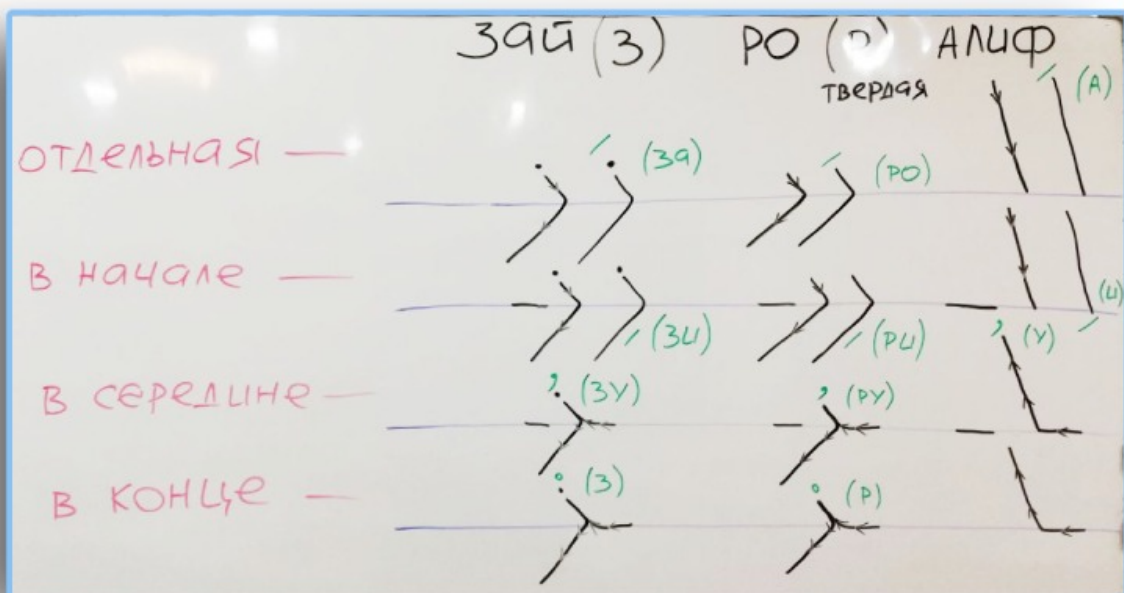 ЗАЙ (З) РО (Р) АЛИФ
твердая
ОТДЕЛЬНАЯ — (ЗА) (РО) (А)
В НАЧАЛЕ — (ЗИ) (РИ) (И)
В СЕРЕДИНЕ — (ЗУ) (РУ) (У)
В КОНЦЕ — (З) (Р)